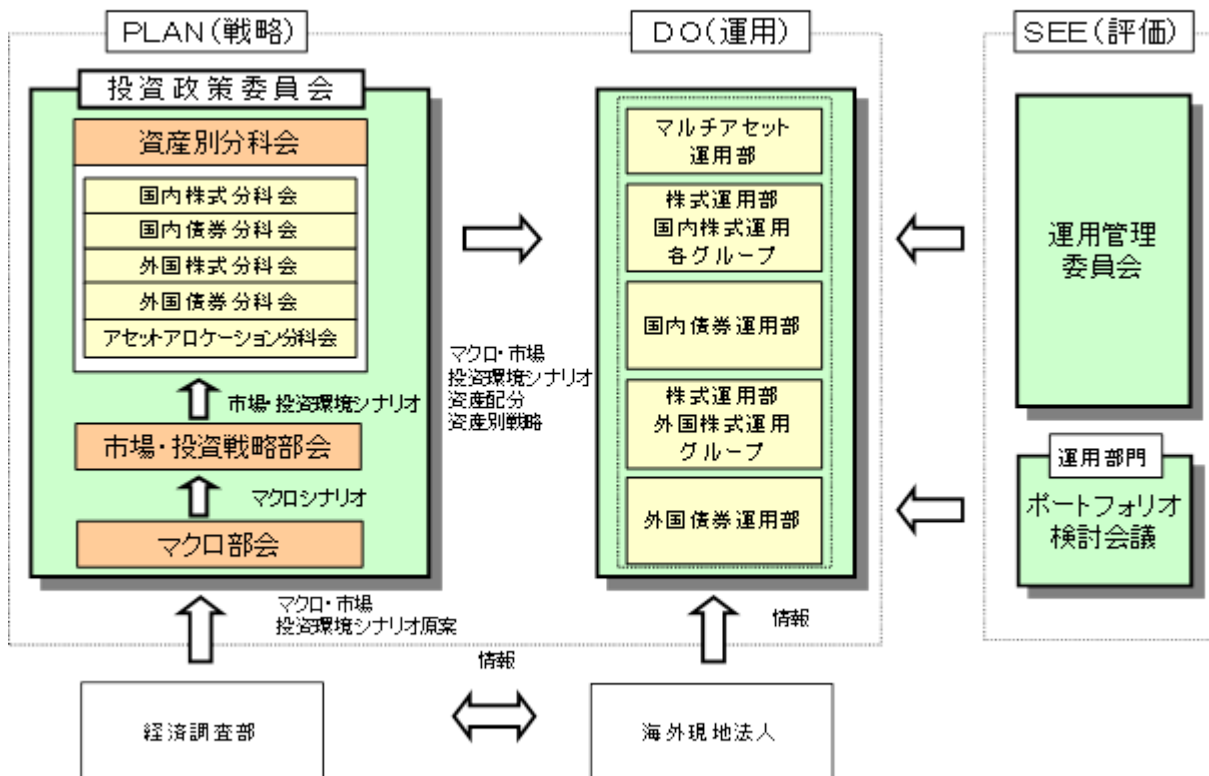 PLAN(戦略)
投資政策委員会
資産別分科会
国内株式分科会
国内債券分科会
外国株式分科会
外国債券分科会
アセットアロケーション分科会
市場・投資環境シナリオ
市場・投資戦略部会
マクロシナリオ
マクロ部会
マクロ・市場
投資環境シナリオ原案
経済調査部
マクロ・市場
投資環境シナリオ
資産配分
資産別戦略
情報
DO(運用)
マルチアセット
運用部
株式運用部
国内株式運用
各グループ
国内債券運用部
株式運用部
外国株式運用
グループ
外国債券運用部
情報
海外現地法人
SEE(評価)
運用管理
委員会
運用部門
ポートフォリオ
検討会議